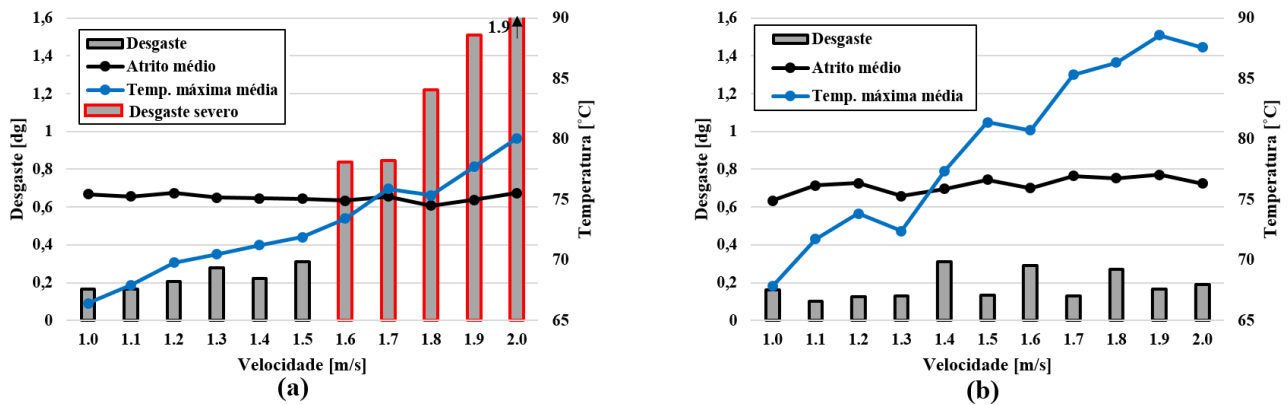 1,6
1,4
1,2
1
0,8
0,6
0,4
0,2
0
Desgaste [dg]
Desgaste
Atrito médio
Temp. máxima média
Desgaste severo
1.9
90
85
80
75
70
65
Temperatura [˚C]
1.0 1.1 1.2 1.3 1.4 1.5 1.6 1.7 1.8 1.9 2.0
Velocidade [m/s]
(a)
1,6
1,4
1,2
1
0,8
0,6
0,4
0,2
0
Desgaste [dg]
Desgaste
Atrito médio
Temp. máxima média
90
85
80
75
70
65
Temperatura [˚C]
1.0 1.1 1.2 1.3 1.4 1.5 1.6 1.7 1.8 1.9 2.0
Velocidade [m/s]
(b)